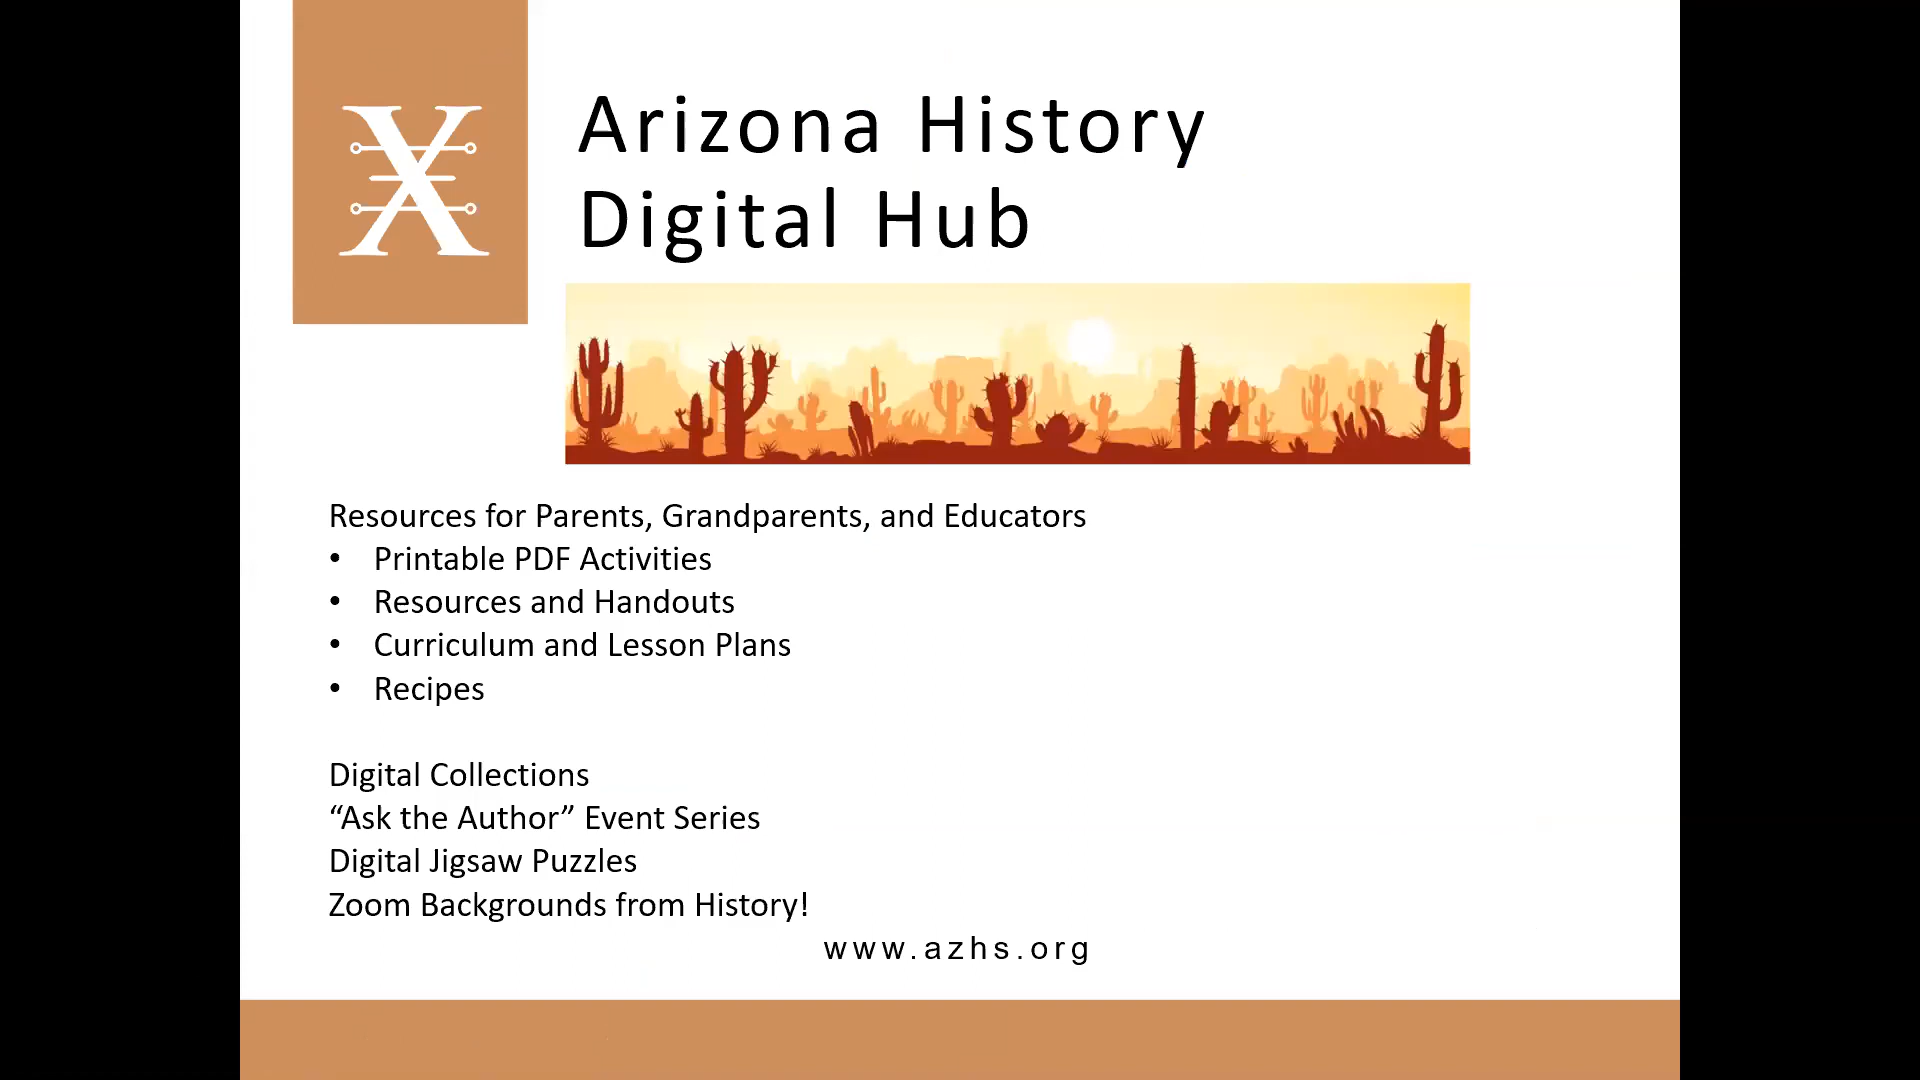 X
Arizona History
Digital Hub
Resources for Parents, Grandparents, and Educators
• Printable PDF Activities
• Resources and Handouts
• Curriculum and Lesson Plans
• Recipes
Digital Collections
“Ask the Author” Event Series
Digital Jigsaw Puzzles
Zoom Backgrounds from History!
www.azhs.org